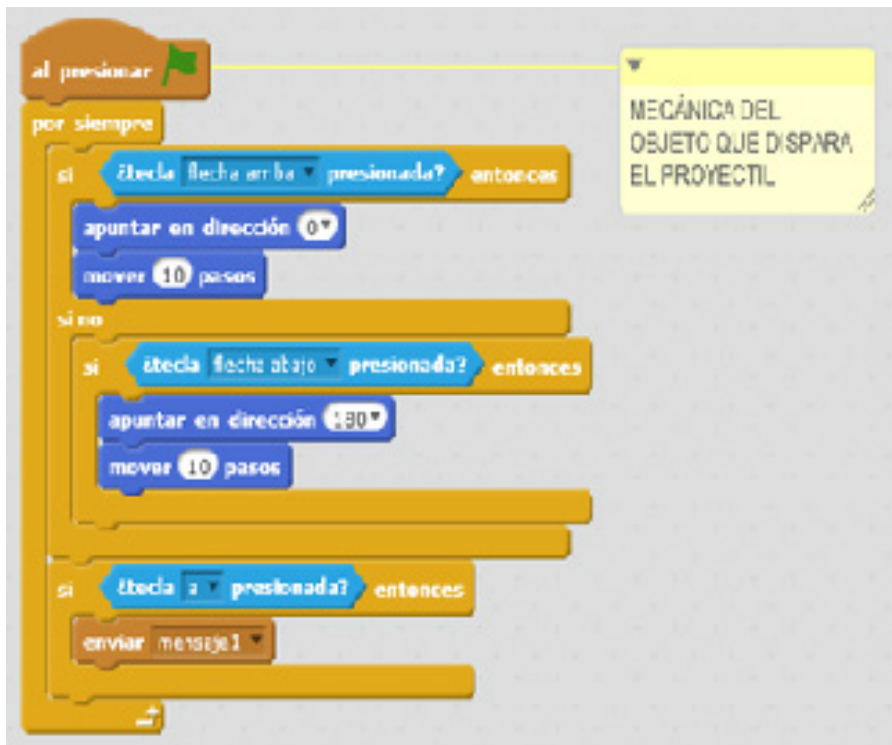 al presionar
por siempre
si ¿tecla flecha arriba presionada? entonces
apuntar en dirección 0
mover 10 pasos
si no
si ¿tecla flecha abajo presionada? entonces
apuntar en dirección 180
mover 10 pasos
si ¿tecla a presionada? entonces
enviar mensaje1
MECÁNICA DEL
OBJETO QUE DISPARA
EL PROYECTIL